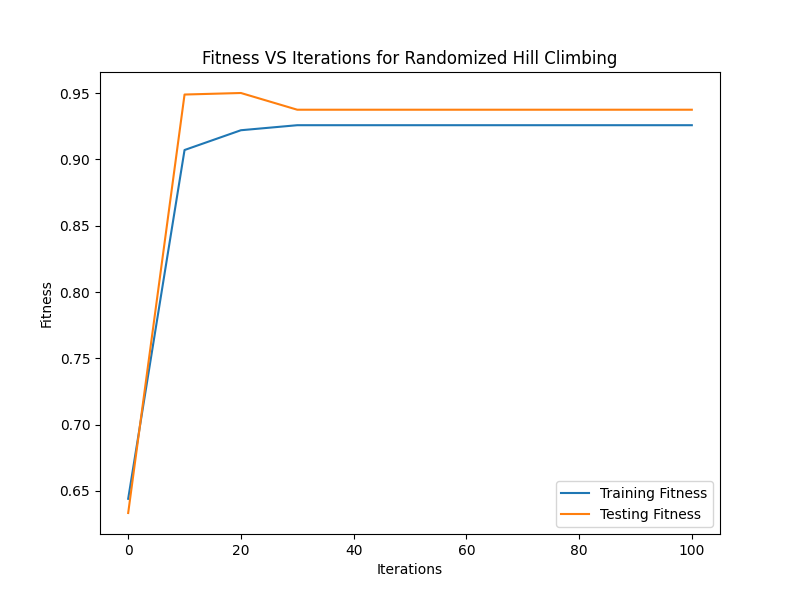 Fitness VS Iterations for Randomized Hill Climbing
0.95
0.90
0.85
0.80
0.75
0.70
0.65
Fitness
0 20 40 60 80 100
Iterations
Training Fitness
Testing Fitness